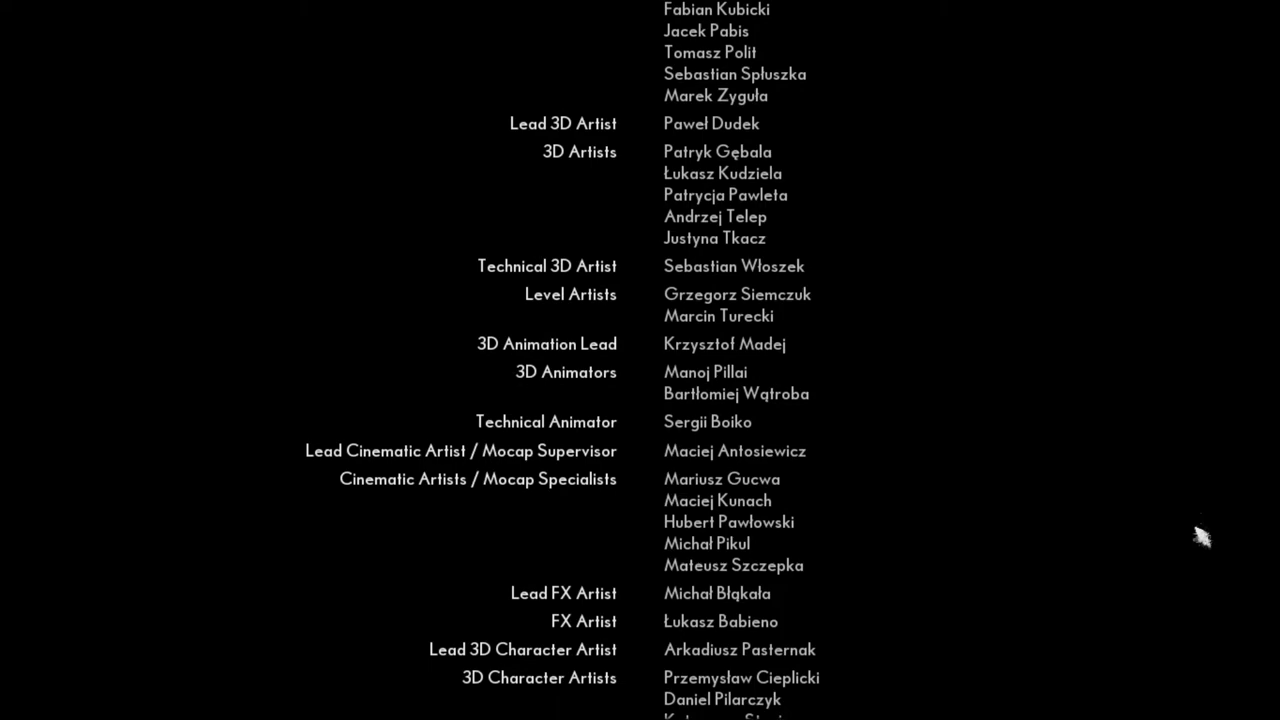 Fabian Kubicki
Jacek Pabis
Tomasz Polit
Sebastian Spłuszka
Marek Zyguła
Lead 3D Artist Paweł Dudek
3D Artists Patryk Gębala
Łukasz Kudziela
Patrycja Pawleta
Andrzej Telep
Justyna Tkacz
Technical 3D Artist Sebastian Włoszek
Level Artists Grzegorz Siemczuk
Marcin Turecki
3D Animation Lead Krzysztof Madej
3D Animators Manoj Pillai
Bartłomiej Wątroba
Technical Animator Sergii Boiko
Lead Cinematic Artist / Mocap Supervisor Maciej Antosiewicz
Cinematic Artists / Mocap Specialists Mariusz Gucwa
Maciej Kunach
Hubert Pawłowski
Michał Pikul
Mateusz Szczepka
Lead FX Artist Michał Błąkała
FX Artist Łukasz Babieno
Lead 3D Character Artist Arkadiusz Pasternak
3D Character Artists Przemysław Cieplicki
Daniel Pilarczyk